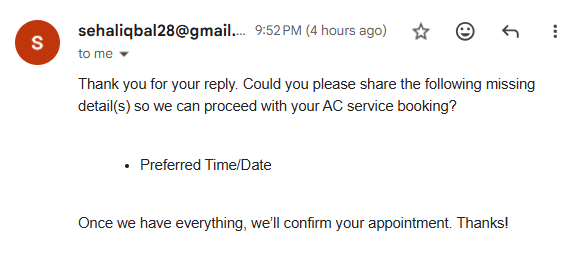 S
sehaliqbal28@gmail.... 9:52 PM (4 hours ago)
to me
Thank you for your reply. Could you please share the following missing
detail(s) so we can proceed with your AC service booking?
• Preferred Time/Date
Once we have everything, we’ll confirm your appointment. Thanks!